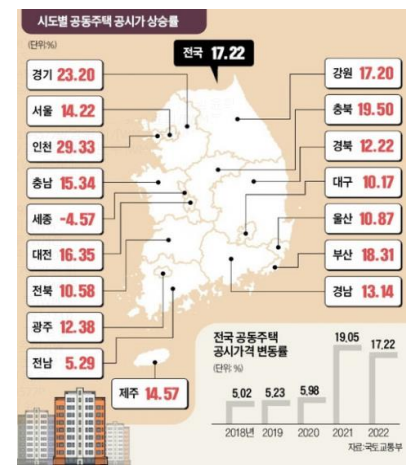 시도별 공동주택 공시가 상승률
(단위:%)
전국 17.22
경기 23.20
서울 14.22
인천 29.33
충남 15.34
세종 -4.57
대전 16.35
전북 10.58
광주 12.38
전남 5.29
제주 14.57
강원 17.20
충북 19.50
경북 12.22
대구 10.17
울산 10.87
부산 18.31
경남 13.14
전국 공동주택
공시가격 변동률
(단위: %)
5.02 5.23 5.98 19.05 17.22
2018년 2019 2020 2021 2022
자료:국토교통부